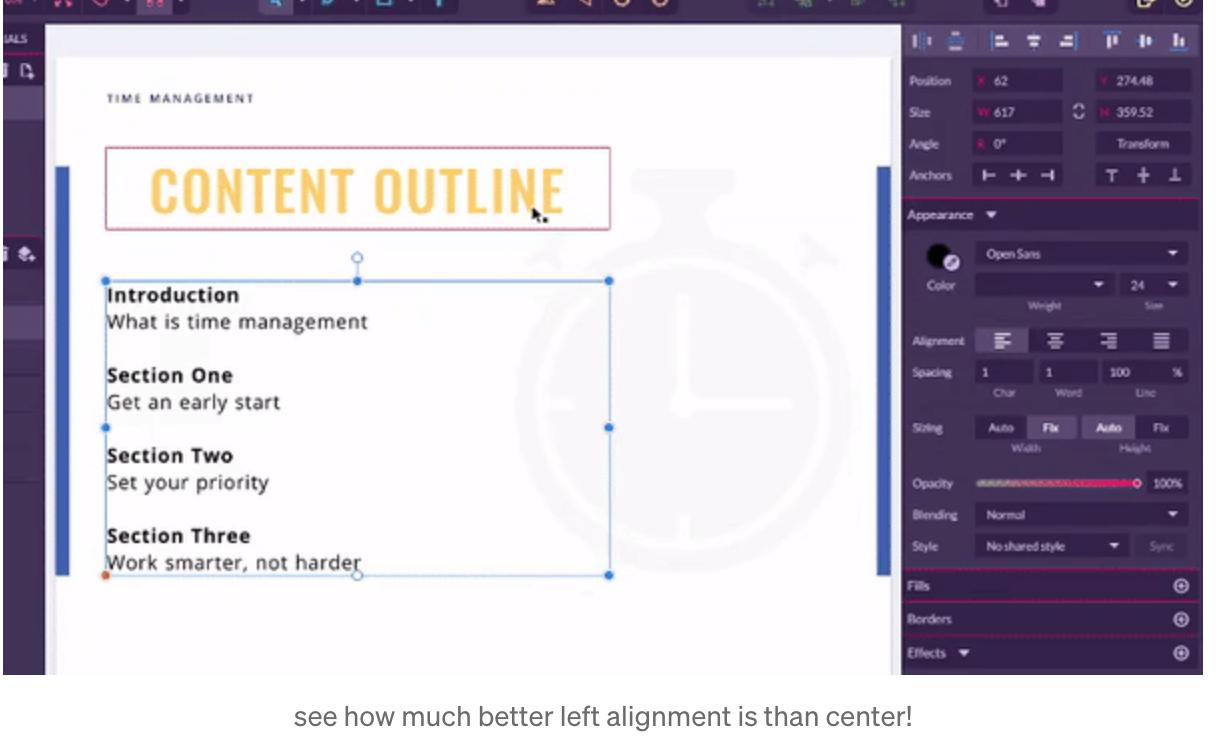 IALS
TIME MANAGEMENT
CONTENT OUTLINE
Introduction
What is time management
Section One
Get an early start
Section Two
Set your priority
Section Three
Work smarter, not harder
Position X 62 Y 274.48
Size W 617 H 359.52
Angle R 0° Transform
Anchors
Appearance
Open Sans
Color 24
Weight Size
Alignment
Spacing 1 1 100 %
Char Word Line
Sizing Auto Fix Auto Fix
Width Height
Opacity 100%
Blending Normal
Style No shared style Sync
Fills
Borders
Effects
see how much better left alignment is than center!